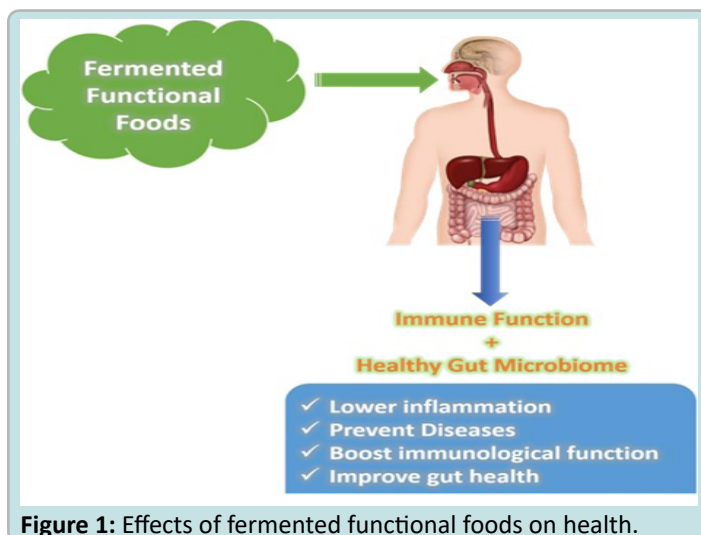 Fermented
Functional
Foods
Immune Function
+
Healthy Gut Microbiome
✓ Lower inflammation
✓ Prevent Diseases
✓ Boost immunological function
✓ Improve gut health
Figure 1: Effects of fermented functional foods on health.